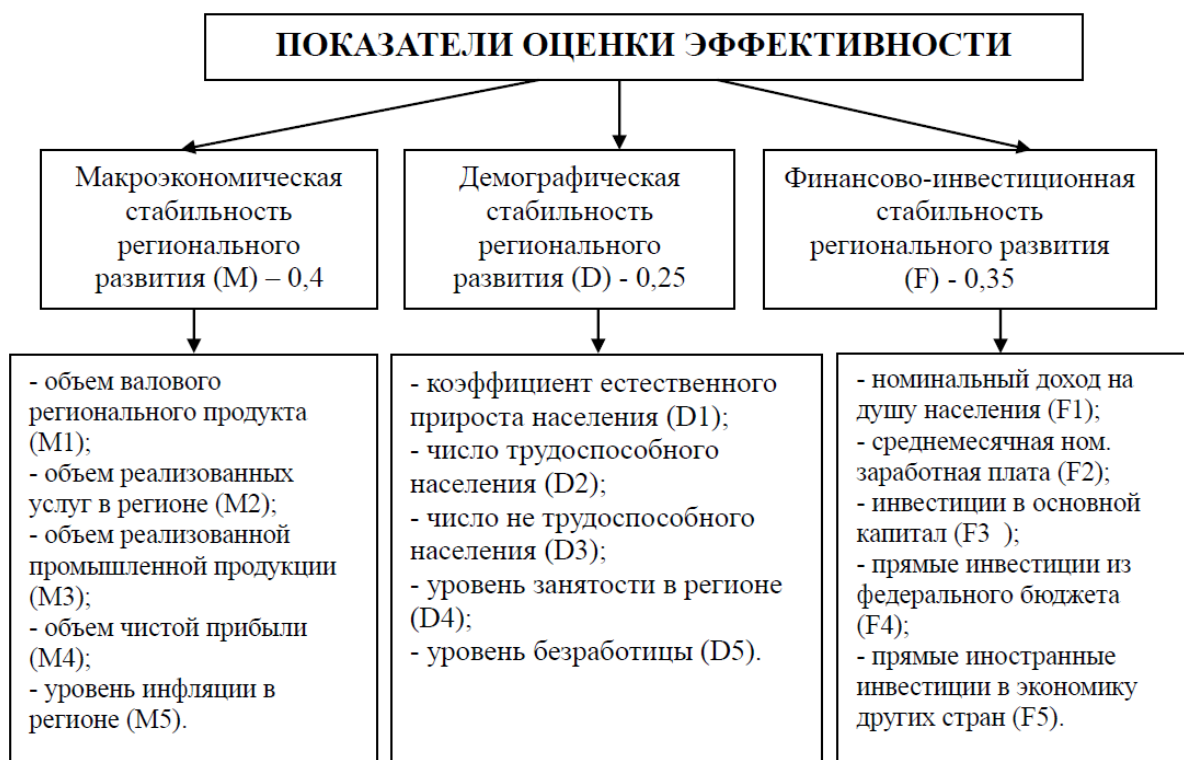 ПОКАЗАТЕЛИ ОЦЕНКИ ЭФФЕКТИВНОСТИ
Макроэкономическая
стабильность
регионального
развития (M) – 0,4
Демографическая
стабильность
регионального
развития (D) - 0,25
Финансово-инвестиционная
стабильность
регионального развития
(F) - 0,35
- объем валового
регионального продукта
(M1);
- объем реализованных
услуг в регионе (M2);
- объем реализованной
промышленной продукции
(M3);
- объем чистой прибыли
(M4);
- уровень инфляции в
регионе (M5).
- коэффициент естественного
прироста населения (D1);
- число трудоспособного
населения (D2);
- число не трудоспособного
населения (D3);
- уровень занятости в регионе
(D4);
- уровень безработицы (D5).
- номинальный доход на
душу населения (F1);
- среднемесячная ном.
заработная плата (F2);
- инвестиции в основной
капитал (F3 );
- прямые инвестиции из
федерального бюджета
(F4);
- прямые иностранные
инвестиции в экономику
других стран (F5).